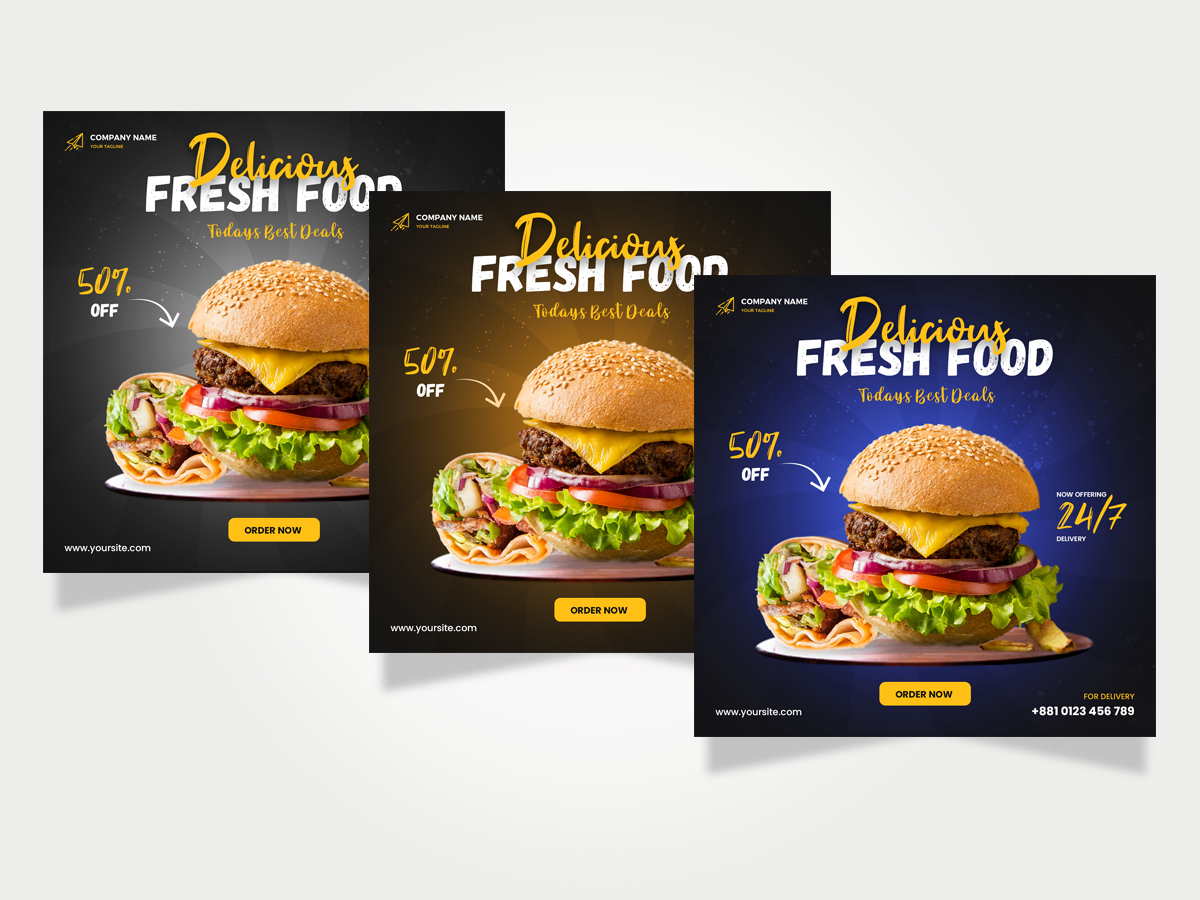 COMPANY NAME
YOUR TAGLINE
Delicious
FRESH FOOD
Todays Best Deals
50%
OFF
ORDER NOW
www.yoursite.com
COMPANY NAME
YOUR TAGLINE
Delicious
FRESH FOOD
Todays Best Deals
50%
OFF
ORDER NOW
www.yoursite.com
COMPANY NAME
YOUR TAGLINE
Delicious
FRESH FOOD
Todays Best Deals
50%
OFF
NOW OFFERING
24/7
DELIVERY
ORDER NOW
FOR DELIVERY
www.yoursite.com
+881 0123 456 789